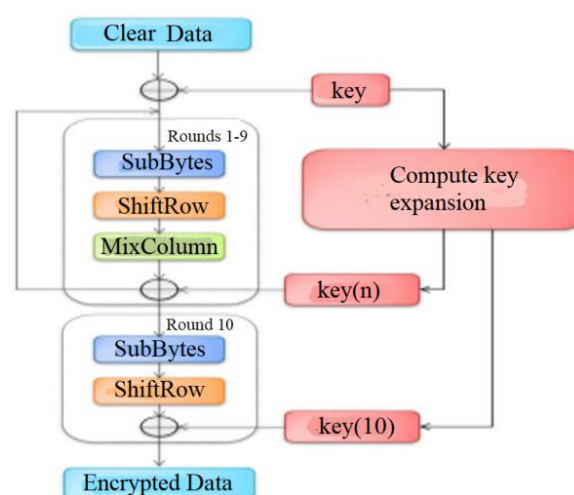 Clear Data
key
Rounds 1-9
SubBytes
Compute key
expansion
ShiftRow
MixColumn
key(n)
Round 10
SubBytes
ShiftRow
key(10)
Encrypted Data